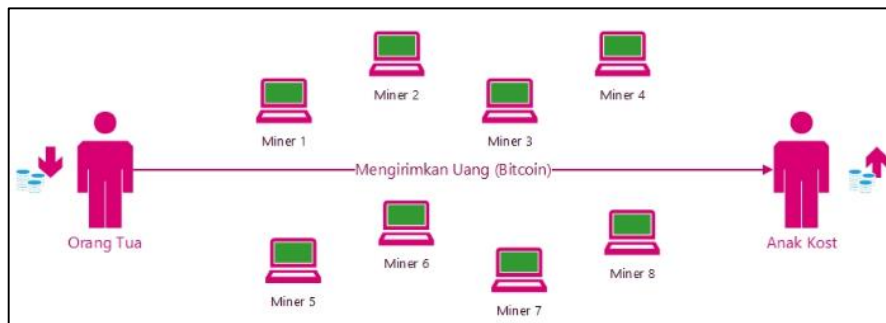 Miner 2
Miner 4
Miner 1
Miner 3
Mengirimkan Uang (Bitcoin)
Orang Tua
Anak Kost
Miner 6
Miner 8
Miner 5
Miner 7